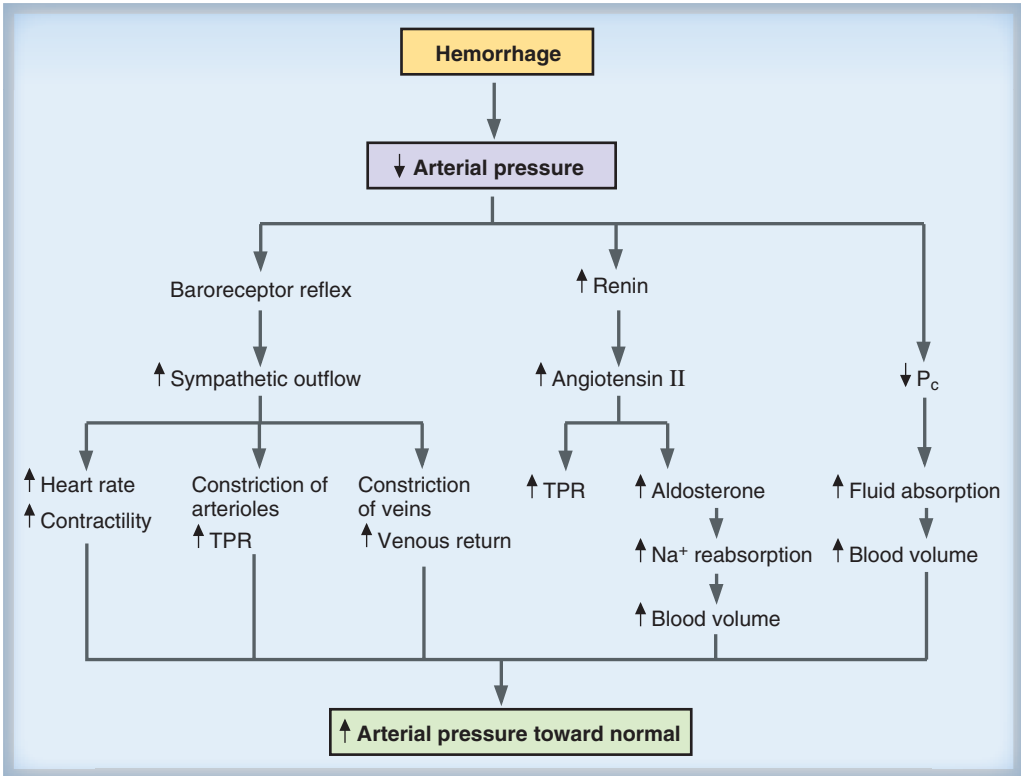 Hemorrhage
↓ Arterial pressure
Baroreceptor reflex
↑ Renin
↑ Sympathetic outflow
↑ Angiotensin II
↓ Pc
↑ Heart rate
↑ Contractility
Constriction of
arterioles
↑ TPR
Constriction
of veins
↑ Venous return
↑ TPR
↑ Aldosterone
↑ Na⁺ reabsorption
↑ Blood volume
↑ Fluid absorption
↑ Blood volume
↑ Arterial pressure toward normal